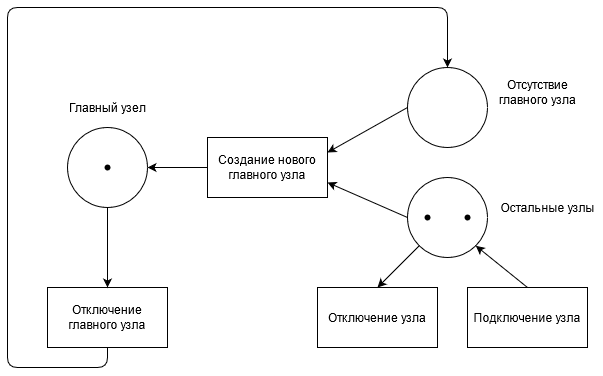 Отсутствие
главного узла
Главный узел
Создание нового
главного узла
Остальные узлы
Отключение
главного узла
Отключение узла
Подключение узла